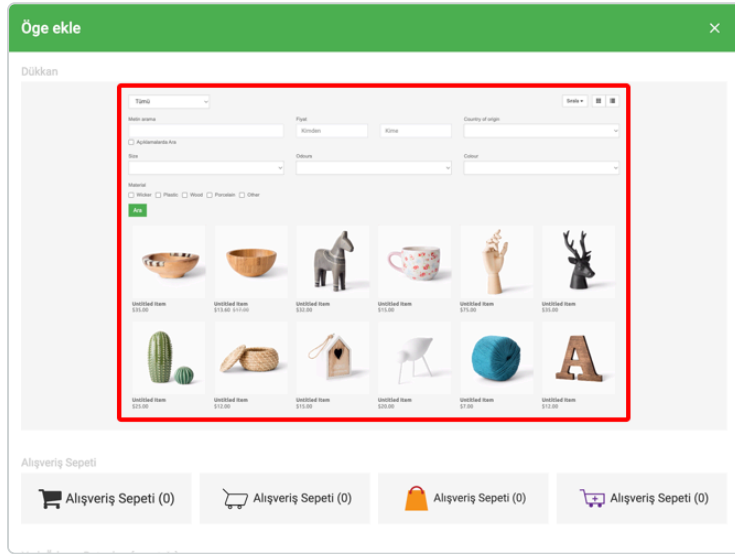 Öge ekle
Dükkan
Tümü
Sırala
Metin arama
Fiyat
Country of origin
Kimden
Kime
Açıklamalarda Ara
Size
Odours
Colour
Material
Wicker Plastic Wood Porcelain Other
Ara
Untitled Item Untitled Item Untitled Item Untitled Item Untitled Item Untitled Item
$35.00 $13.60 $17.00 $32.00 $15.00 $75.00 $35.00
Untitled Item Untitled Item Untitled Item Untitled Item Untitled Item Untitled Item
$25.00 $12.00 $15.00 $20.00 $7.00 $12.00
Alışveriş Sepeti
Alışveriş Sepeti (0) Alışveriş Sepeti (0) Alışveriş Sepeti (0) Alışveriş Sepeti (0)